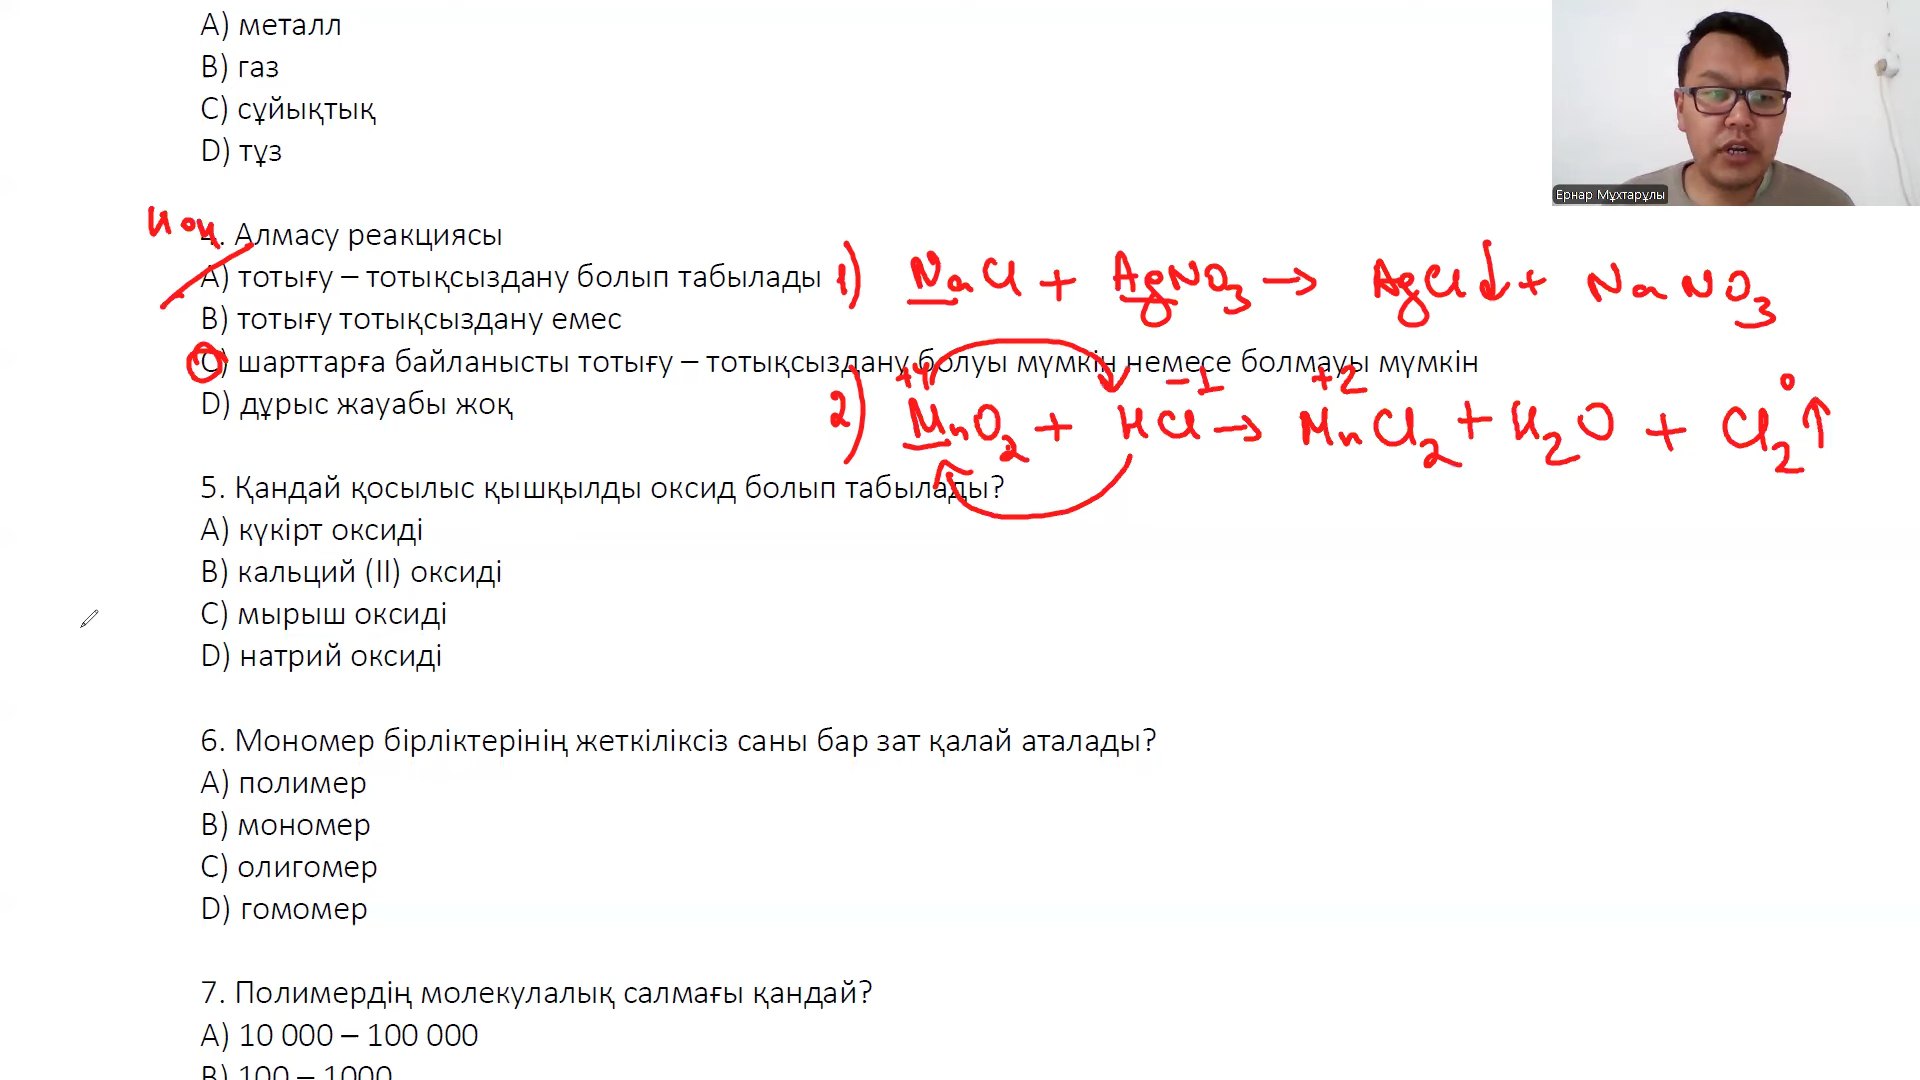 A) металл
B) газ
C) сұйықтық
D) тұз
Ернар Мұхтарұлы
4. Алмасу реакциясы
A) тотығу – тотықсыздану болып табылады
1) NaCl + AgNO3 → AgCl↓ + NaNO3
B) тотығу тотықсыздану емес
C) шарттарға байланысты тотығу – тотықсыздану болуы мүмкін немесе болмауы мүмкін
+4 −1 +2 0
D) дұрыс жауабы жоқ
2) MnO2 + HCl → MnCl2 + H2O + Cl2↑
5. Қандай қосылыс қышқылды оксид болып табылады?
A) күкірт оксиді
B) кальций (II) оксиді
C) мырыш оксиді
D) натрий оксиді
6. Мономер бірліктерінің жеткіліксіз саны бар зат қалай аталады?
A) полимер
B) мономер
C) олигомер
D) гомомер
7. Полимердің молекулалық салмағы қандай?
A) 10 000 – 100 000
B) 100 – 1000